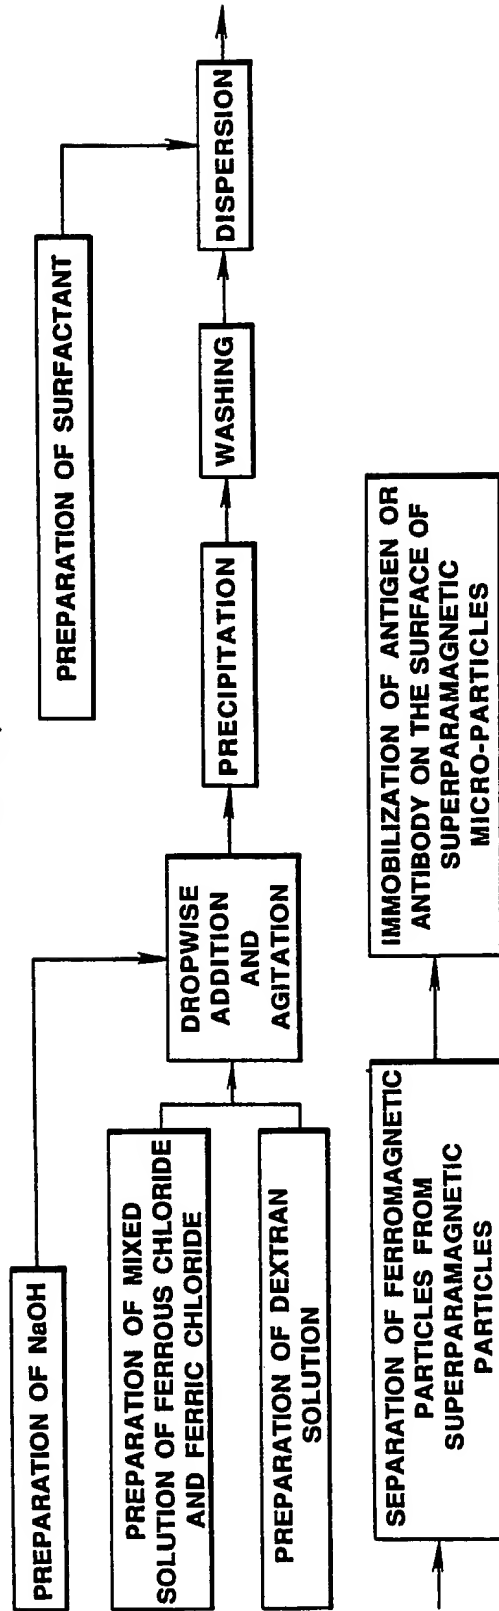 PREPARATION OF NaOH
PREPARATION OF MIXED
SOLUTION OF FERROUS CHLORIDE
AND FERRIC CHLORIDE
PREPARATION OF DEXTRAN
SOLUTION
DROPWISE
ADDITION
AND
AGITATION
PRECIPITATION
WASHING
PREPARATION OF SURFACTANT
DISPERSION
SEPARATION OF FERROMAGNETIC
PARTICLES FROM
SUPERPARAMAGNETIC
PARTICLES
IMMOBILIZATION OF ANTIGEN OR
ANTIBODY ON THE SURFACE OF
SUPERPARAMAGNETIC
MICRO-PARTICLES